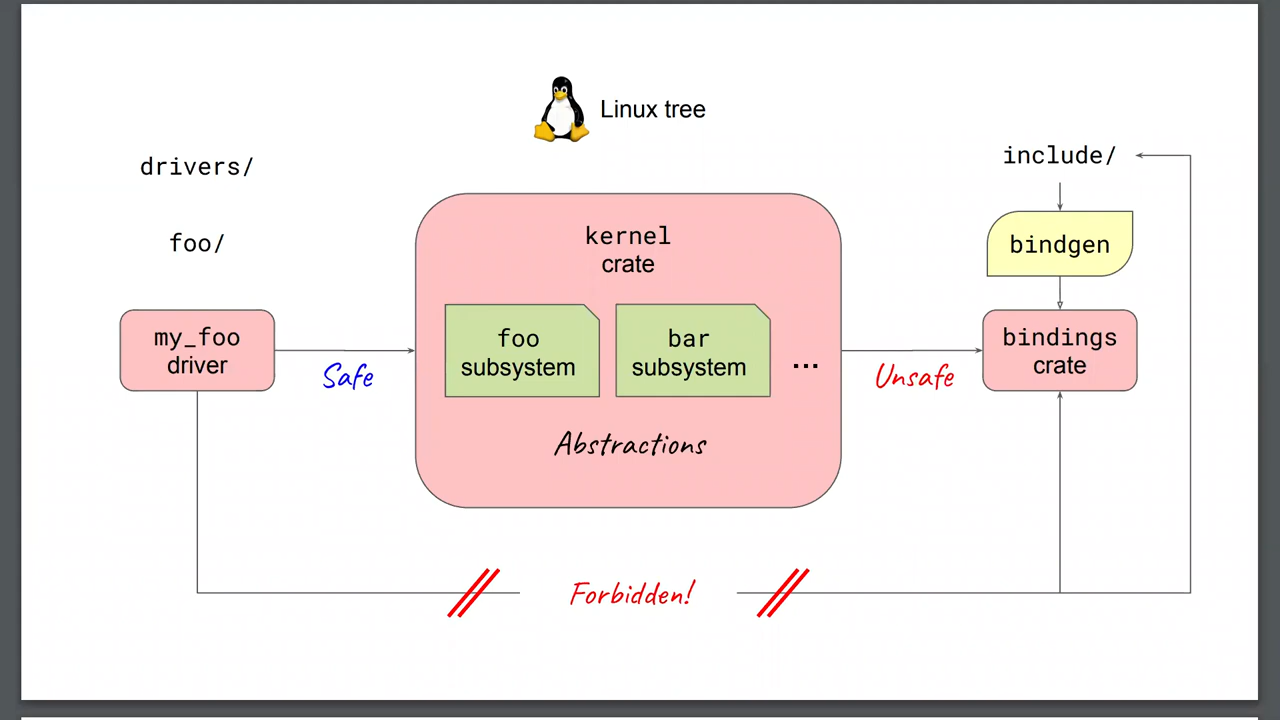 Linux tree
drivers/
foo/
my_foo
driver
Safe
kernel
crate
foo
subsystem
bar
subsystem
...
Abstractions
Unsafe
include/
bindgen
bindings
crate
Forbidden!